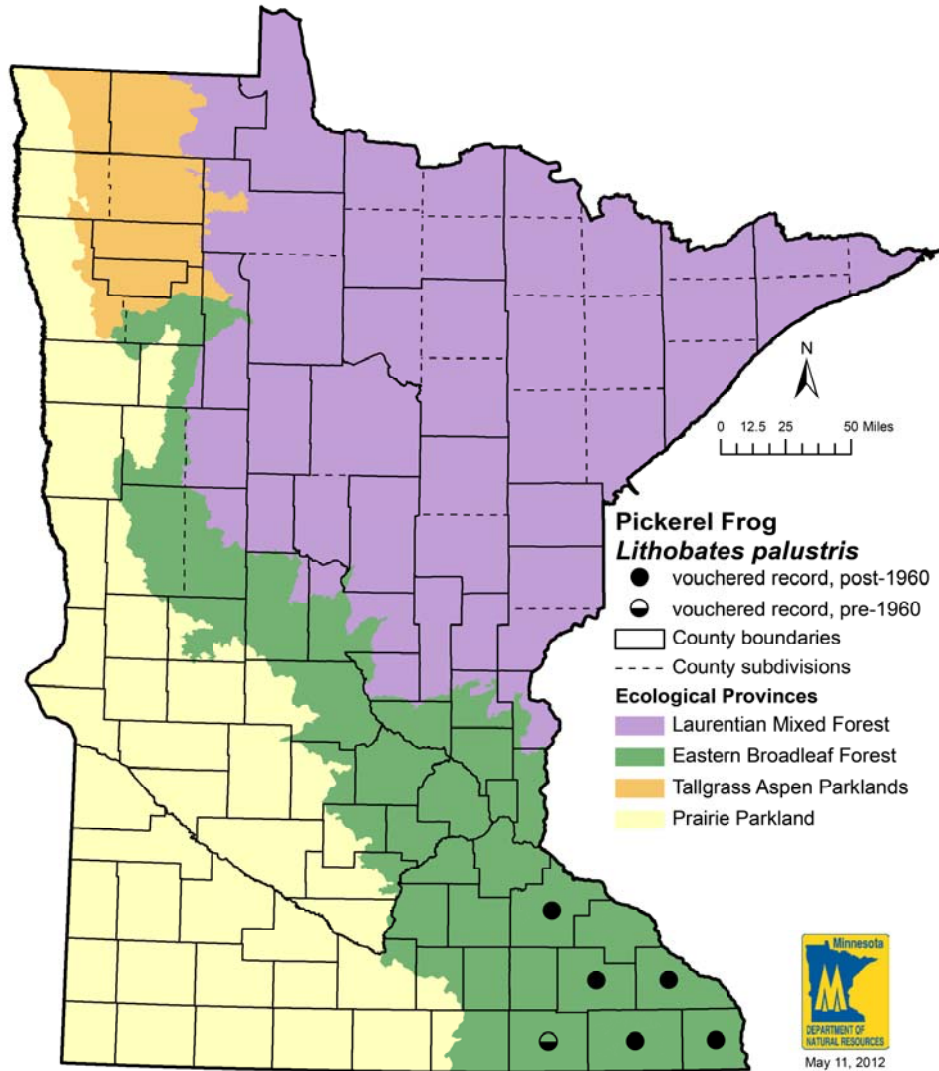 N
0 12.5 25 50 Miles
Pickerel Frog
Lithobates palustris
vouchered record, post-1960
vouchered record, pre-1960
County boundaries
County subdivisions
Ecological Provinces
Laurentian Mixed Forest
Eastern Broadleaf Forest
Tallgrass Aspen Parklands
Prairie Parkland
Minnesota
M
DEPARTMENT OF
NATURAL RESOURCES
May 11, 2012